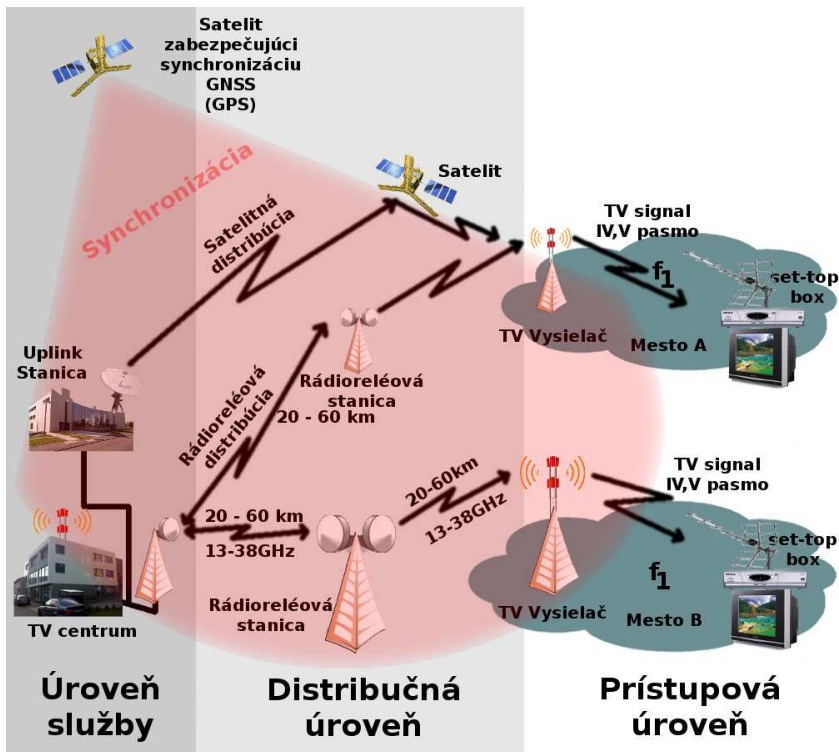 Satelit
zabezpečujúci
synchronizáciu
GNSS
(GPS)
Synchronizácia
Satelitná
distribúcia
Satelit
TV signal
IV,V pasmo
f1
set-top
box
TV Vysielač
Mesto A
Uplink
Stanica
Rádioreléová
distribúcia
Rádioreléová
stanica
20 - 60 km
20 - 60 km
13-38GHz
20-60km
13-38GHz
TV signal
IV,V pasmo
f1
set-top
box
TV Vysielač
Mesto B
Rádioreléová
stanica
TV centrum
Úroveň
služby
Distribučná
úroveň
Prístupová
úroveň